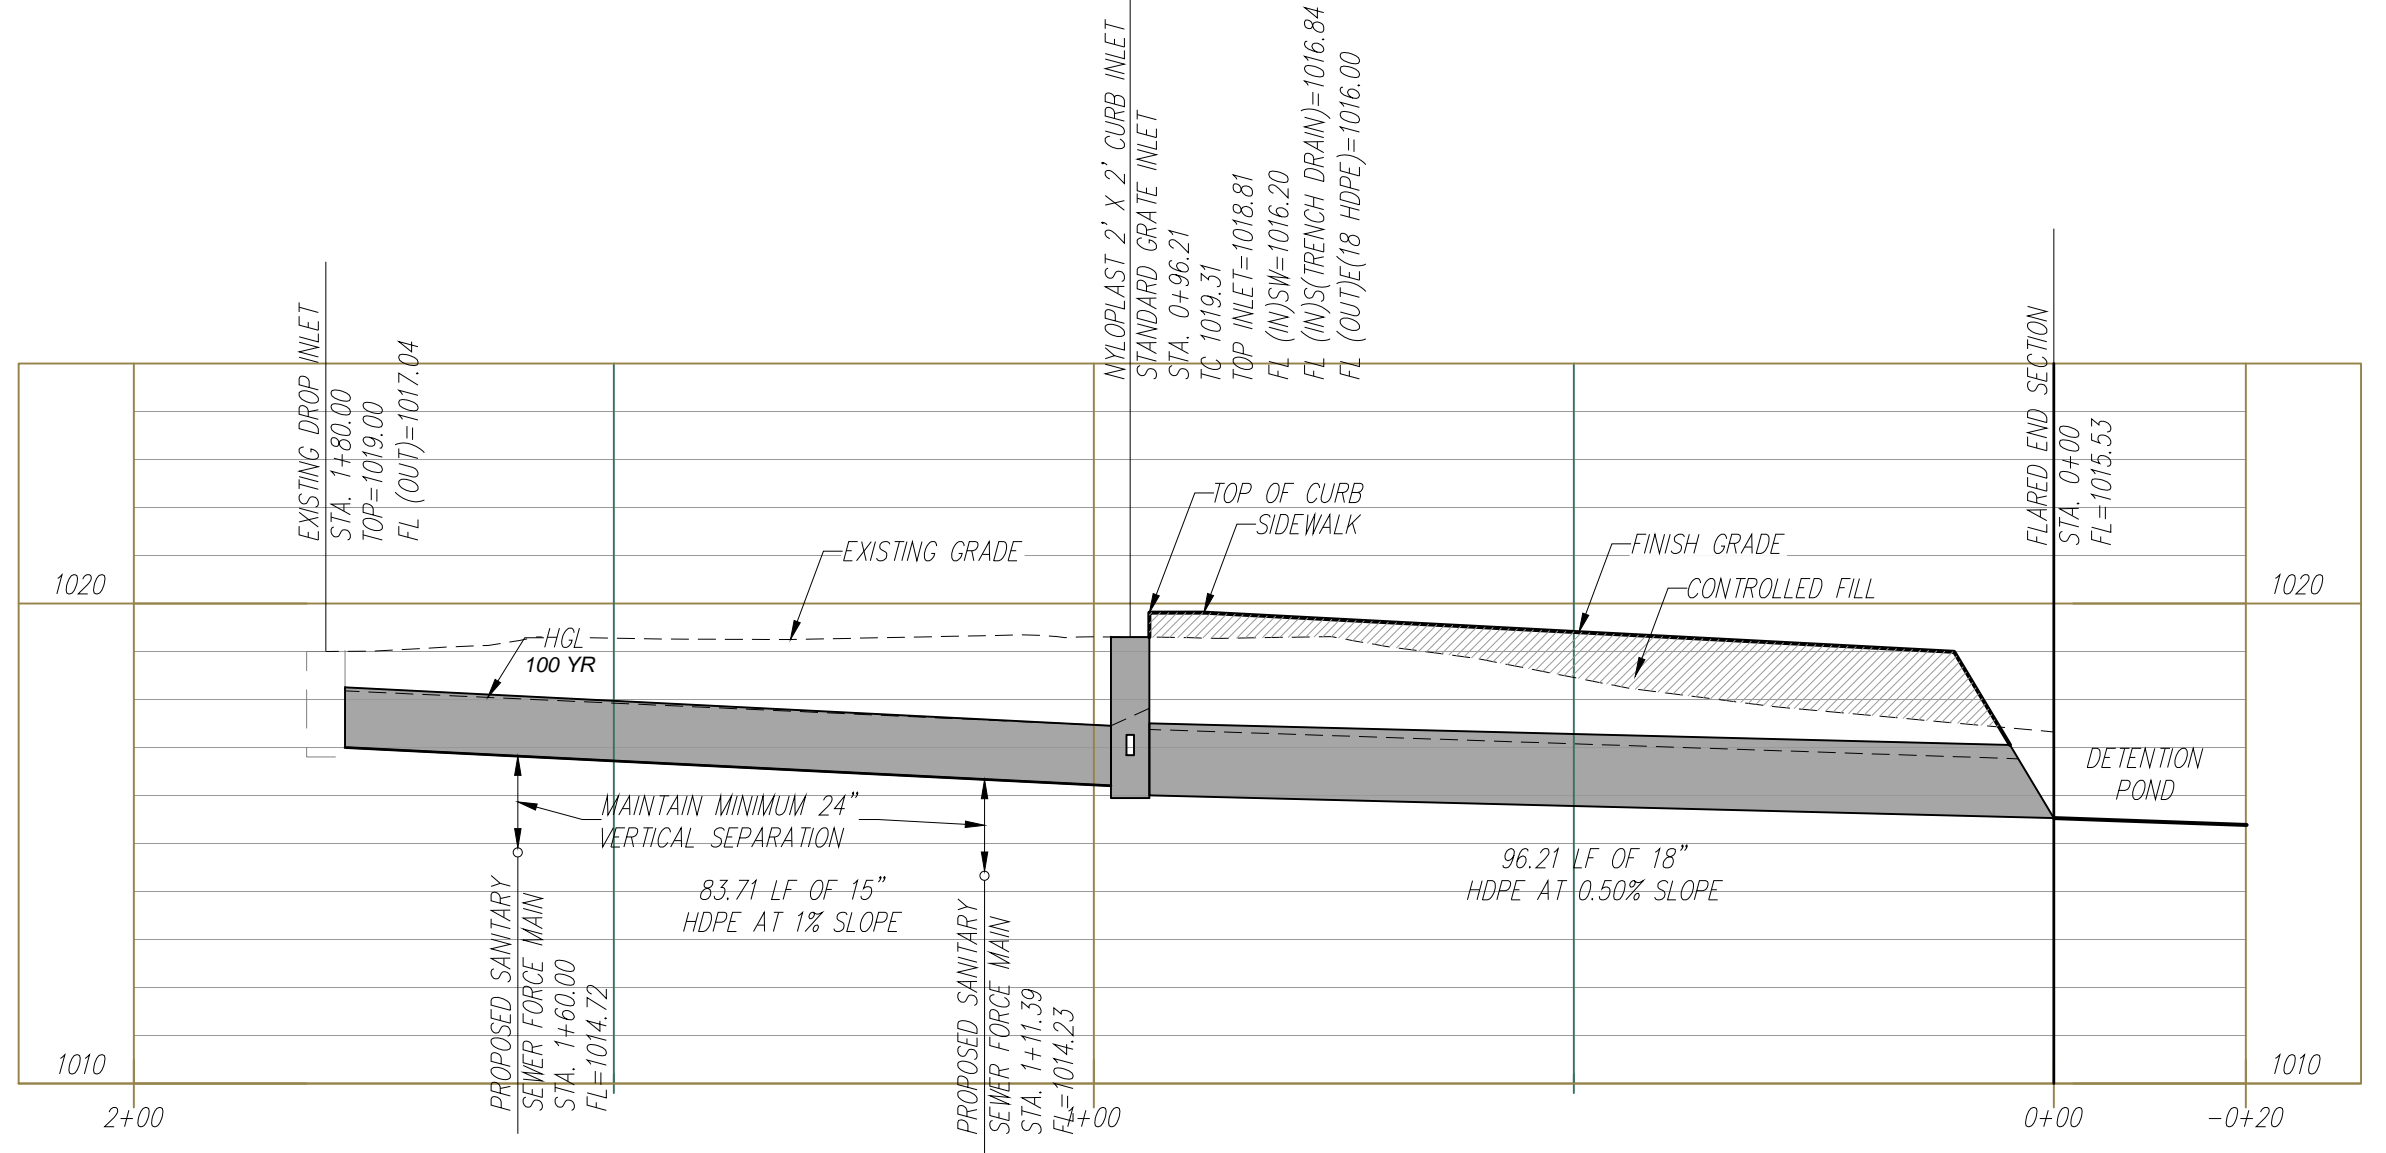 EXISTING DROP INLET
STA. 1+80.00
TOP=1019.00
FL (OUT)=1017.04
NYLOPLAST 2' X 2' CURB INLET
STANDARD GRATE INLET
STA. 0+96.21
TC 1019.31
TOP INLET=1018.81
FL (IN)SW=1016.20
FL (IN)S(TRENCH DRAIN)=1016.84
FL (OUT)E(18 HDPE)=1016.00
FLARED END SECTION
STA. 0+00
FL=1015.53
TOP OF CURB
SIDEWALK
EXISTING GRADE
FINISH GRADE
CONTROLLED FILL
1020
1020
HGL
100 YR
DETENTION
POND
MAINTAIN MINIMUM 24"
VERTICAL SEPARATION
83.71 LF OF 15"
HDPE AT 1% SLOPE
96.21 LF OF 18"
HDPE AT 0.50% SLOPE
PROPOSED SANITARY
SEWER FORCE MAIN
STA. 1+60.00
FL=1014.72
PROPOSED SANITARY
SEWER FORCE MAIN
STA. 1+11.39
FL=1014.23
1010
1010
2+00
1+00
0+00
-0+20